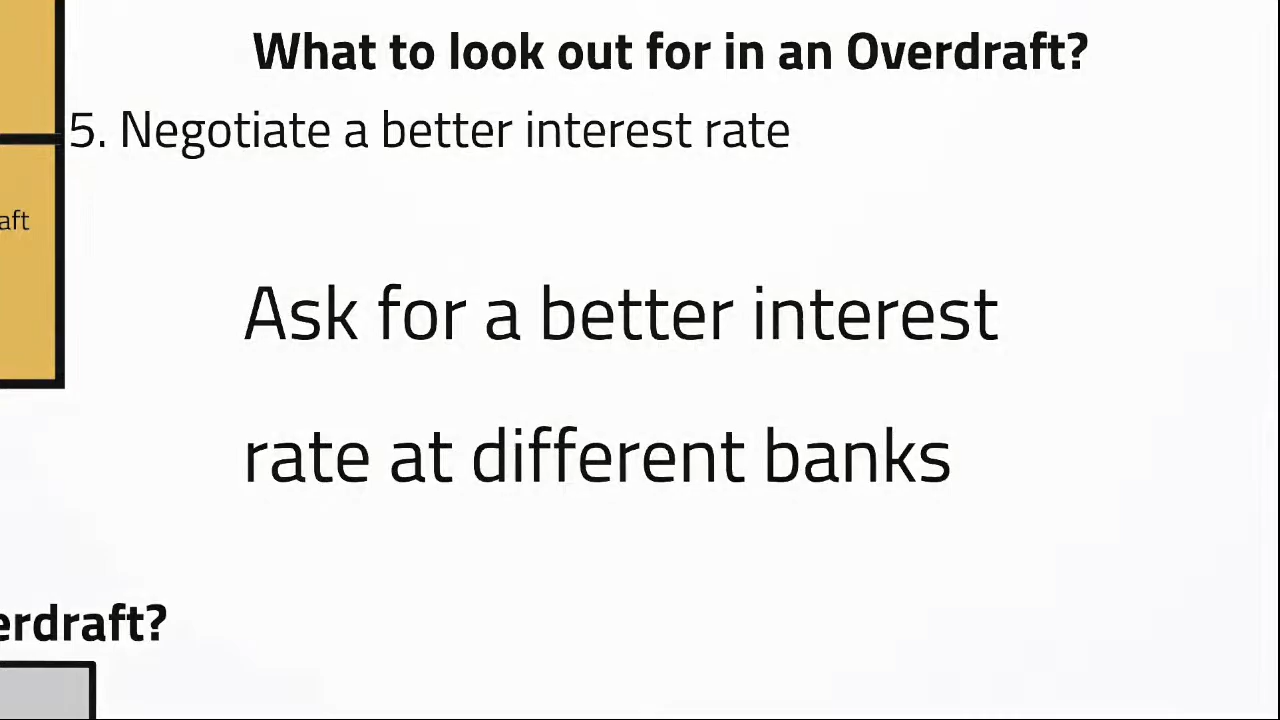 What to look out for in an Overdraft?
5. Negotiate a better interest rate
aft
Ask for a better interest
rate at different banks
erdraft?